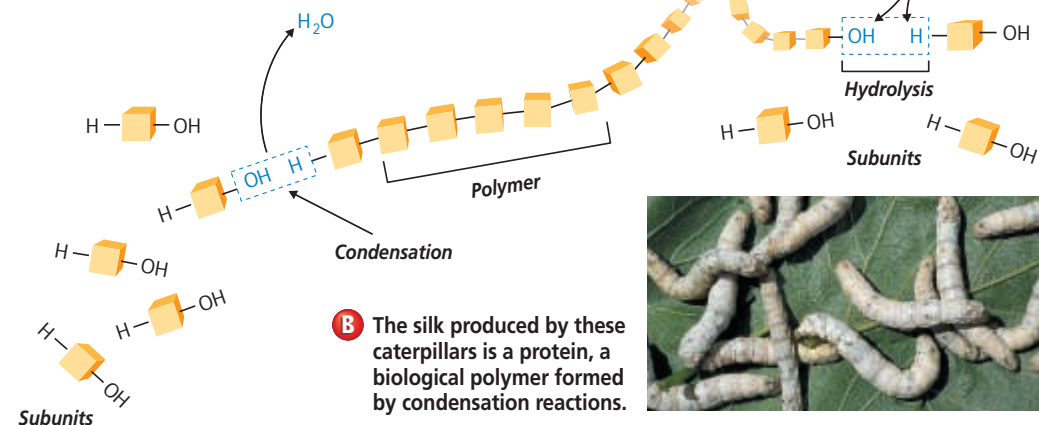 H₂O
OH H OH
Hydrolysis
H OH
H OH
H OH
Subunits
OH H
H
Polymer
Condensation
H OH
H OH
H
OH
Subunits
B The silk produced by these
caterpillars is a protein, a
biological polymer formed
by condensation reactions.